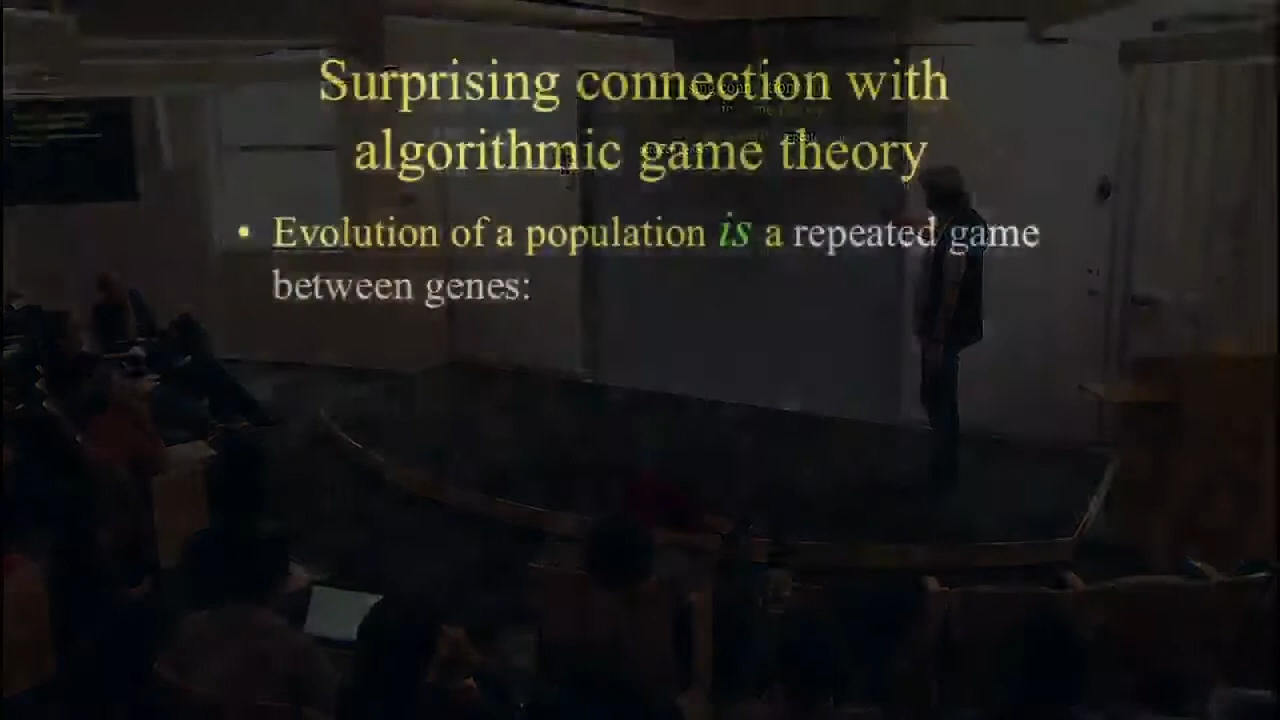 Surprising connection with
algorithmic game theory
• Evolution of a population is a repeated game
between genes: